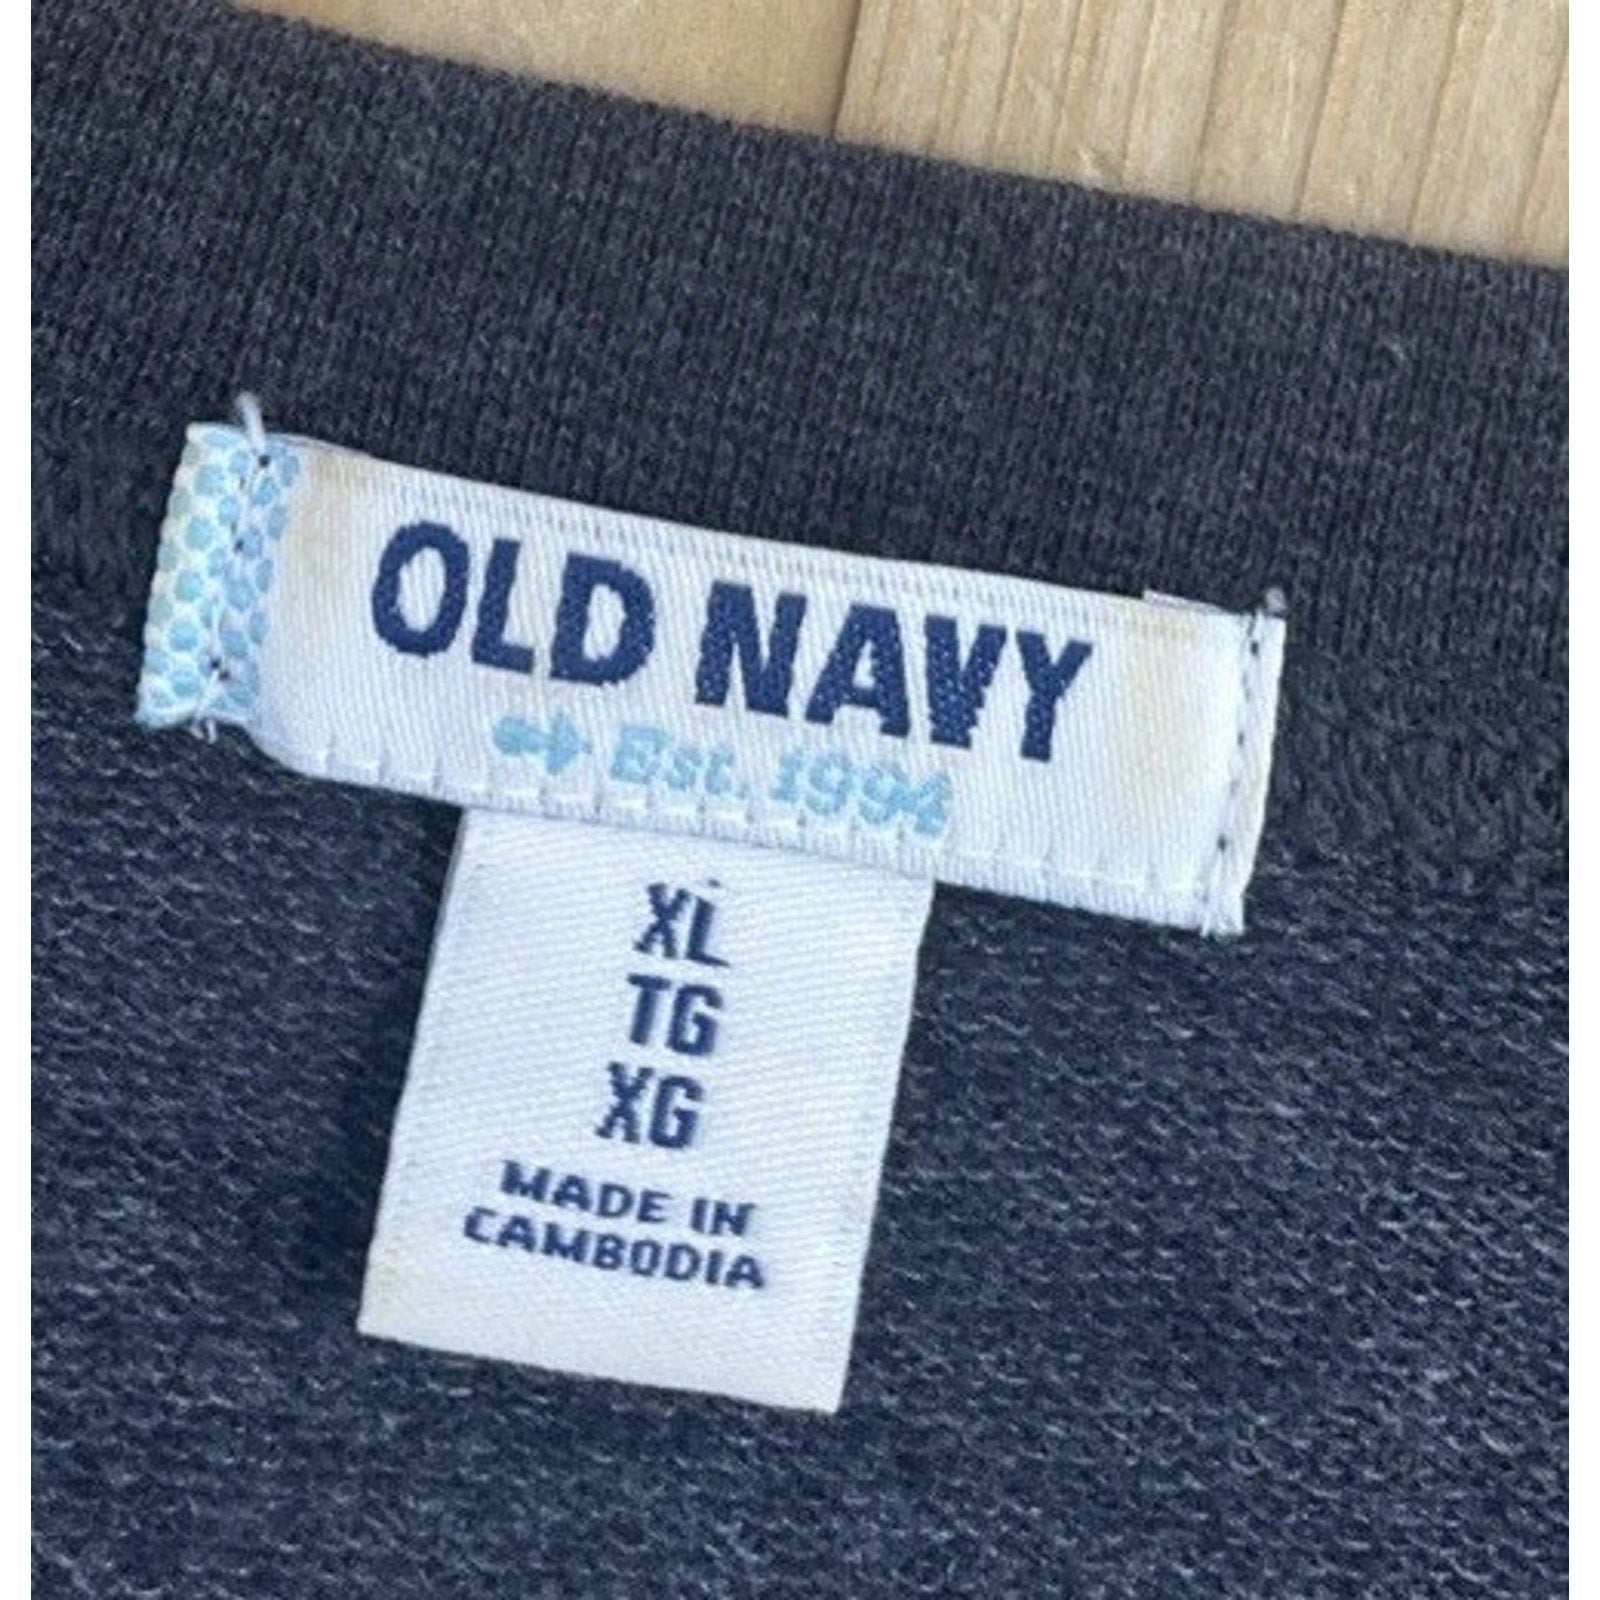 OLD NAVY
Est. 1994
XL
TG
XG
MADE IN
CAMBODIA